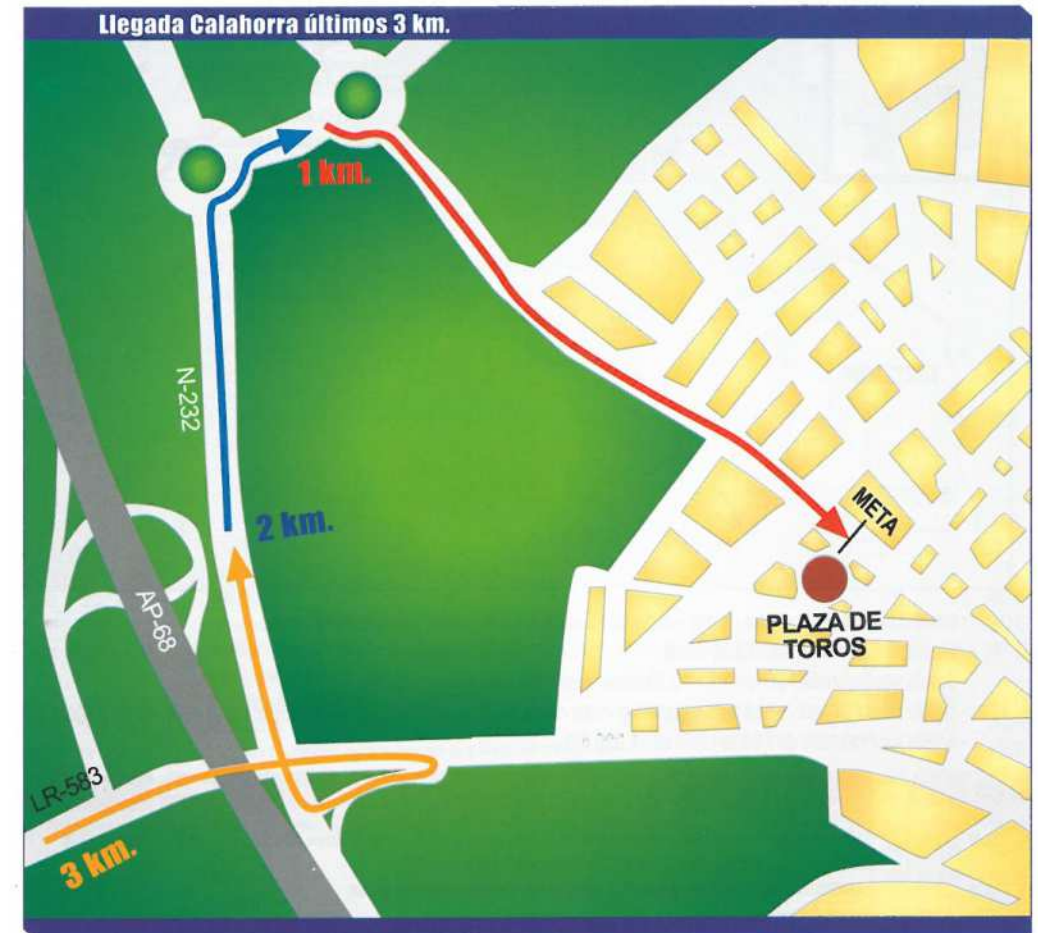 Llegada Calahorra últimos 3 km.
1 km.
N-232
2 km.
META
AP-68
PLAZA DE
TOROS
LR-583
3 km.